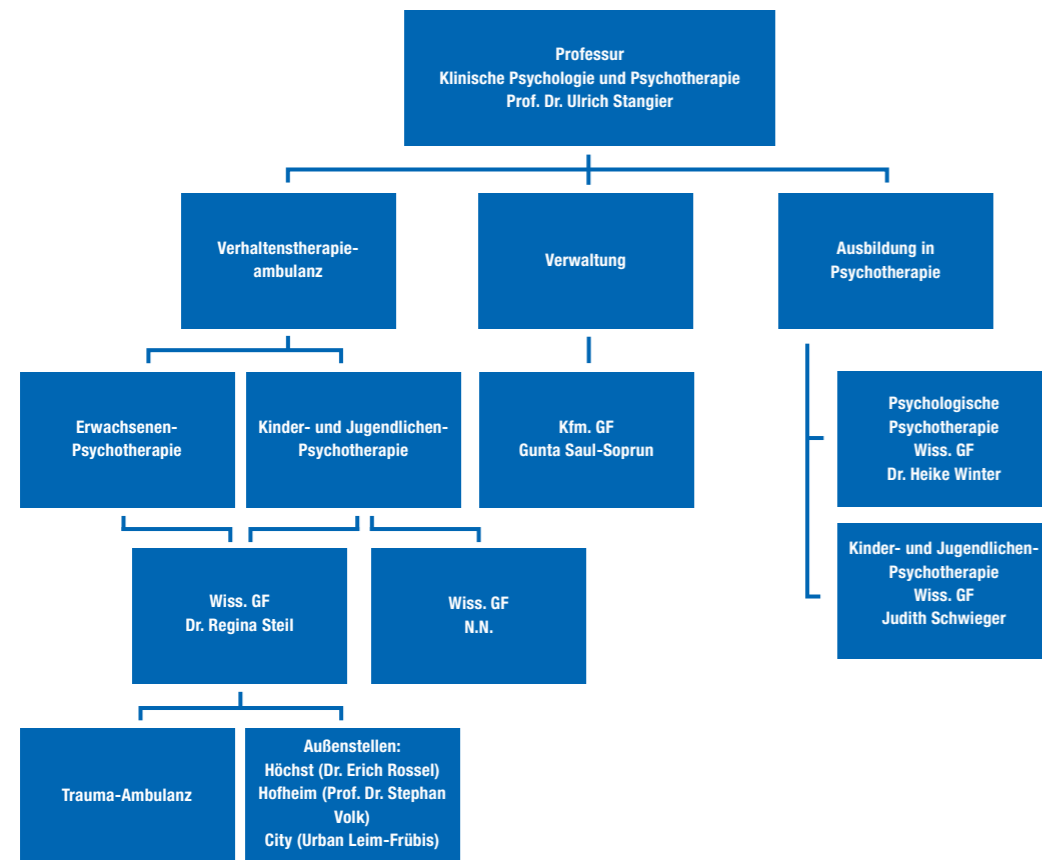 Professur
Klinische Psychologie und Psychotherapie
Prof. Dr. Ulrich Stangier
Verhaltenstherapie-
ambulanz
Verwaltung
Ausbildung in
Psychotherapie
Erwachsenen-
Psychotherapie
Kinder- und Jugendlichen-
Psychotherapie
Kfm. GF
Gunta Saul-Soprun
Psychologische
Psychotherapie
Wiss. GF
Dr. Heike Winter
Kinder- und Jugendlichen-
Psychotherapie
Wiss. GF
Judith Schwieger
Wiss. GF
Dr. Regina Steil
Wiss. GF
N.N.
Trauma-Ambulanz
Außenstellen:
Höchst (Dr. Erich Rossel)
Hofheim (Prof. Dr. Stephan
Volk)
City (Urban Leim-Frübis)